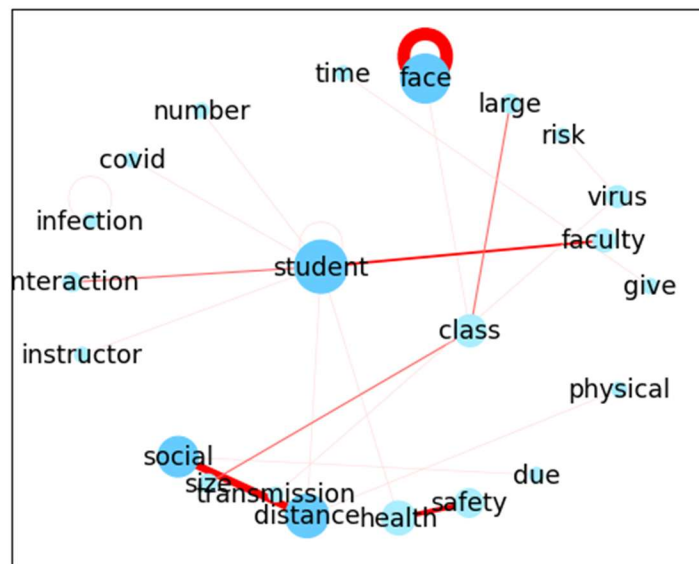 face
time
large
number
risk
covid
virus
infection
faculty
student
nteraction
give
class
instructor
physical
social
due
size
transmission
safety
distance
health